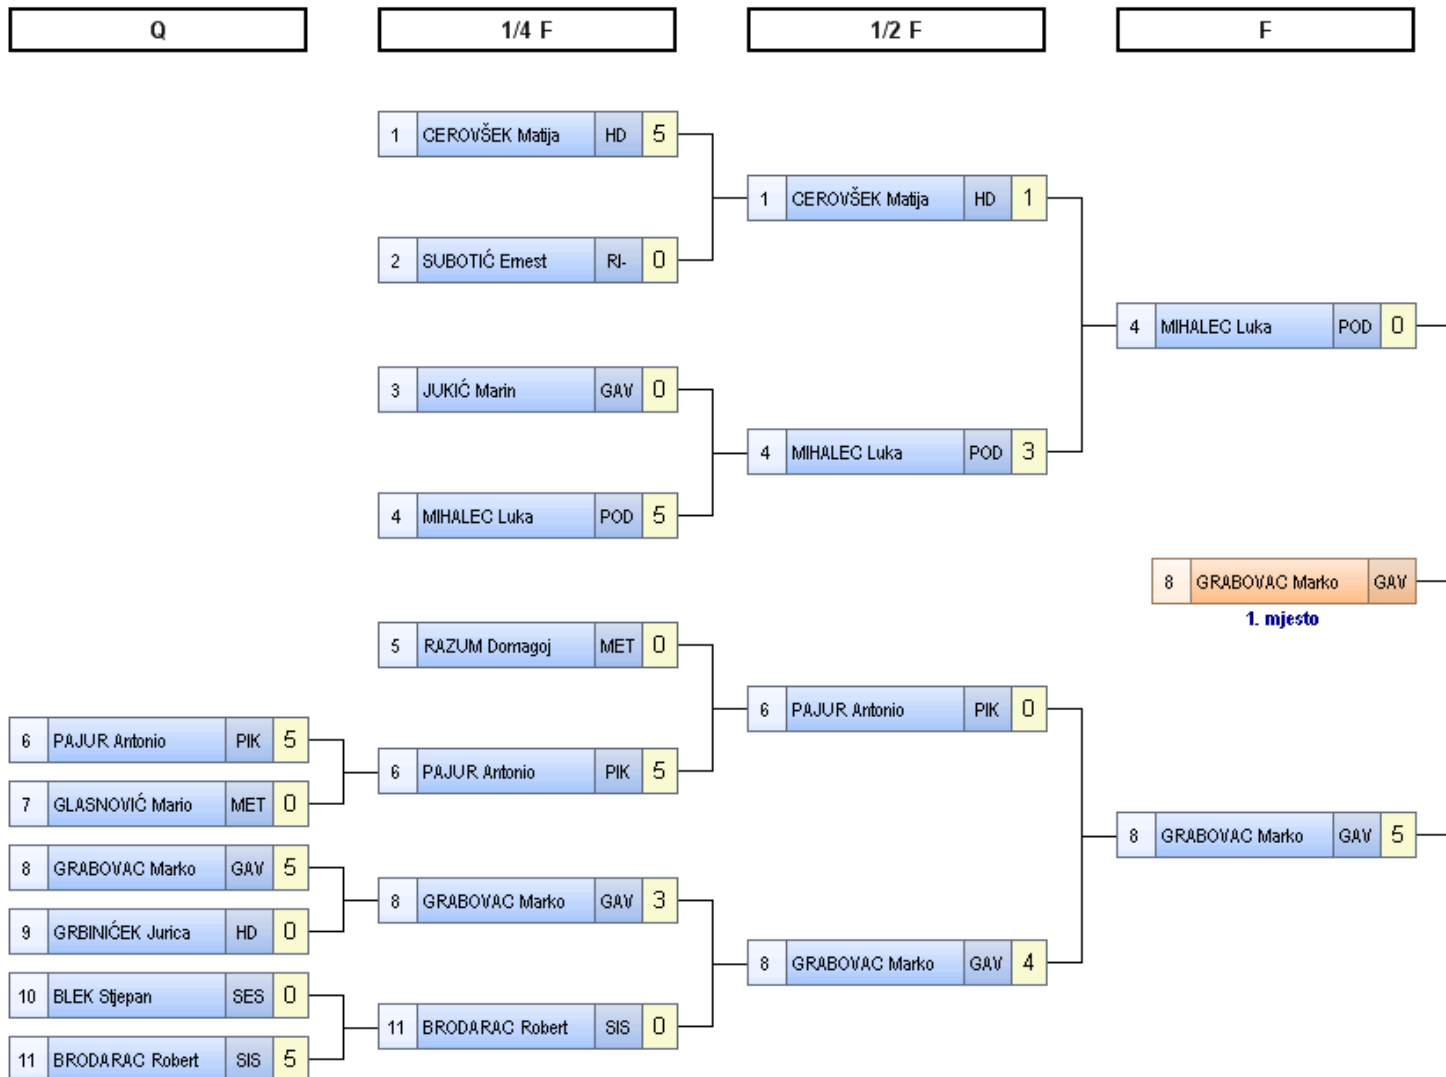 Q 1/4 F 1/2 F F
1 CEROVŠEK Matija HD 5
1 CEROVŠEK Matija HD 1
2 SUBOTIĆ Ernest RJ- 0
4 MIHALEC Luka POD 0
3 JUKIĆ Marin GAV 0
4 MIHALEC Luka POD 3
4 MIHALEC Luka POD 5
8 GRABOVAC Marko GAV
1. mjesto
5 RAZUM Domagoj MET 0
6 PAJUR Antonio PIK 0
6 PAJUR Antonio PIK 5
6 PAJUR Antonio PIK 5
7 GLASNOVIĆ Mario MET 0
8 GRABOVAC Marko GAV 5
8 GRABOVAC Marko GAV 5
8 GRABOVAC Marko GAV 3
9 GRBINIĆEK Jurica HD 0
8 GRABOVAC Marko GAV 4
10 BLEK Stjepan SES 0
11 BRODARAC Robert SIS 0
11 BRODARAC Robert SIS 5